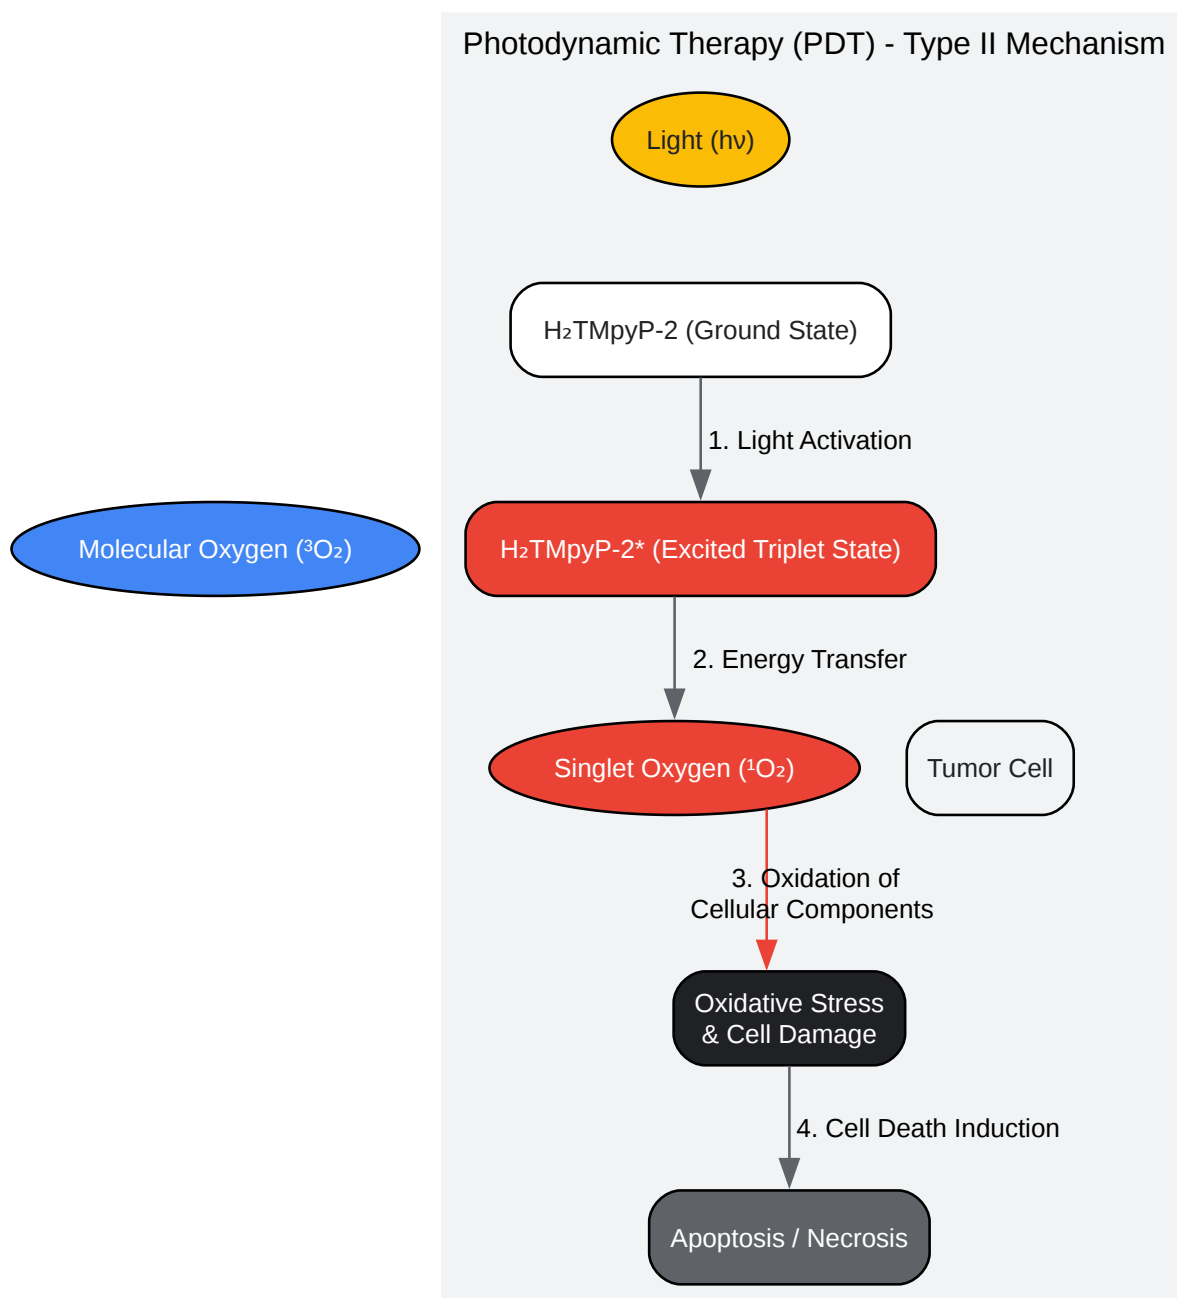 Photodynamic Therapy (PDT) - Type II Mechanism
Light (hν)
H₂TMpyP-2 (Ground State)
1. Light Activation
Molecular Oxygen (³O₂)
H₂TMpyP-2* (Excited Triplet State)
2. Energy Transfer
Singlet Oxygen (¹O₂)
Tumor Cell
3. Oxidation of
Cellular Components
Oxidative Stress
& Cell Damage
4. Cell Death Induction
Apoptosis / Necrosis